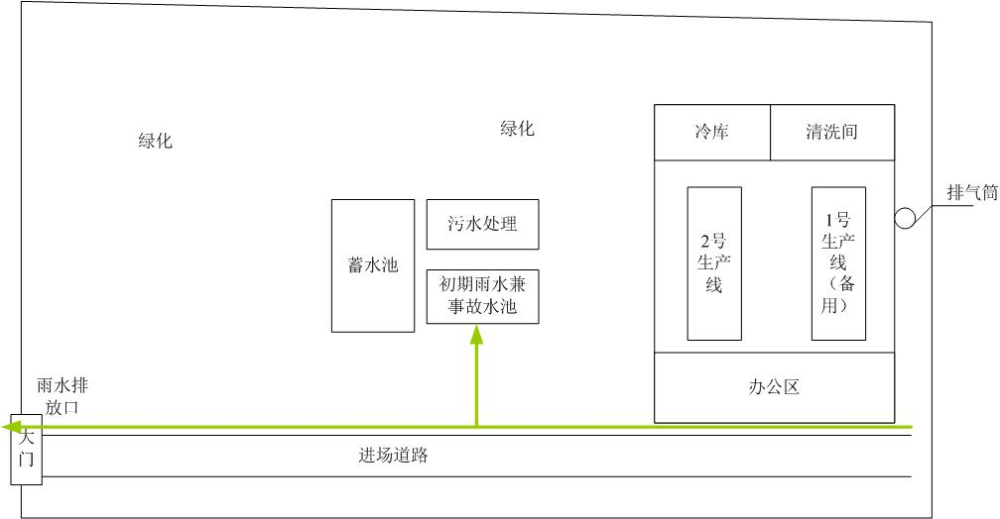 绿化
绿化
冷库
清洗间
排气筒
2号
生产
线
1号
生产
线
（备
用）
蓄水池
污水处理
初期雨水兼
事故水池
办公区
雨水排
放口
大
门
进场道路